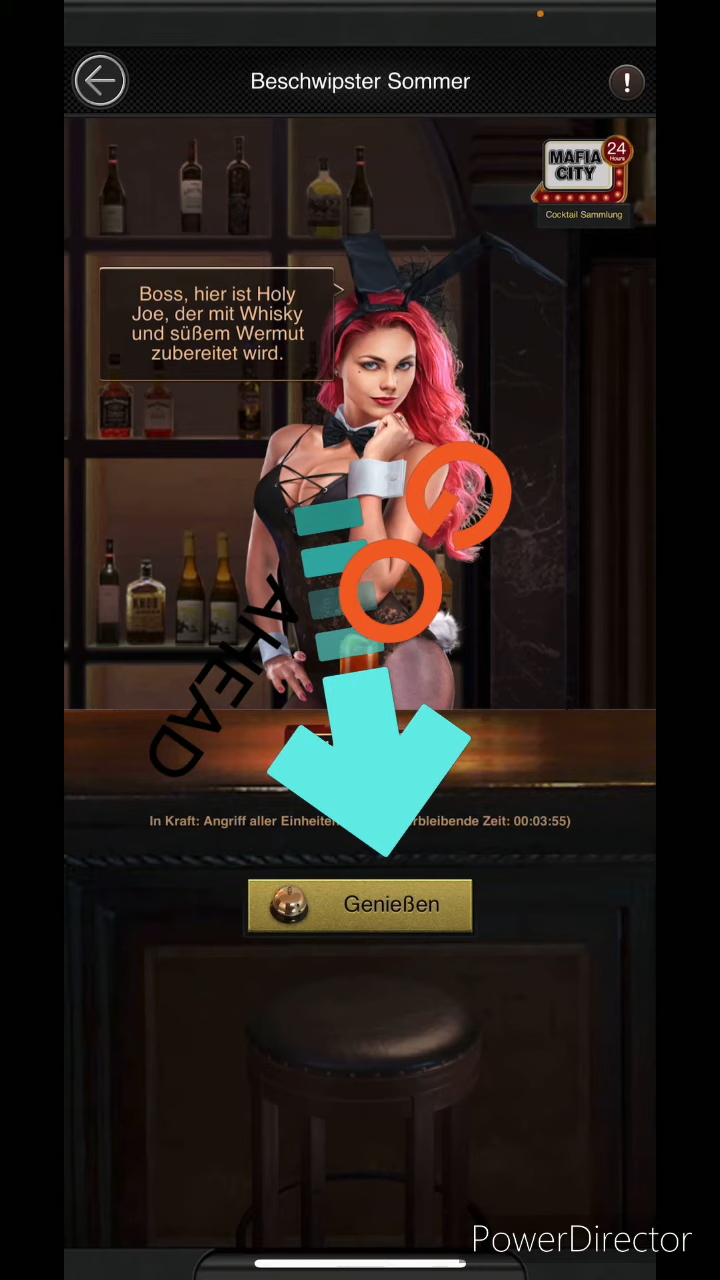 Beschwipster Sommer
!
MAFIA
CITY
24
Hours
Cocktail Sammlung
Boss, hier ist Holy
Joe, der mit Whisky
und süßem Wermut
zubereitet wird.
GO
AHEAD
In Kraft: Angriff aller Einheiten Zeit: 00:03:55)
Genießen
PowerDirector